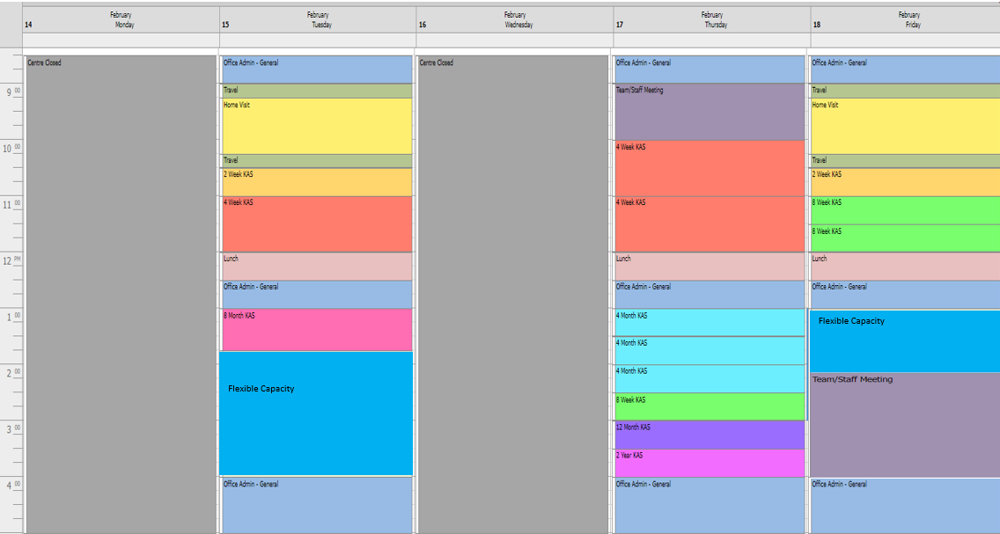 February
14 Monday
February
15 Tuesday
February
16 Wednesday
February
17 Thursday
February
18 Friday
9 00
10 00
11 00
12 PM
1 00
2 00
3 00
4 00
Centre Closed
Office Admin - General
Travel
Home Visit
Travel
2 Week KAS
4 Week KAS
Lunch
Office Admin - General
8 Month KAS
Flexible Capacity
Office Admin - General
Centre Closed
Office Admin - General
Team/Staff Meeting
4 Week KAS
4 Week KAS
Lunch
Office Admin - General
4 Month KAS
4 Month KAS
4 Month KAS
8 Week KAS
12 Month KAS
2 Year KAS
Office Admin - General
Office Admin - General
Travel
Home Visit
Travel
2 Week KAS
8 Week KAS
8 Week KAS
Lunch
Office Admin - General
Flexible Capacity
Team/Staff Meeting
Office Admin - General